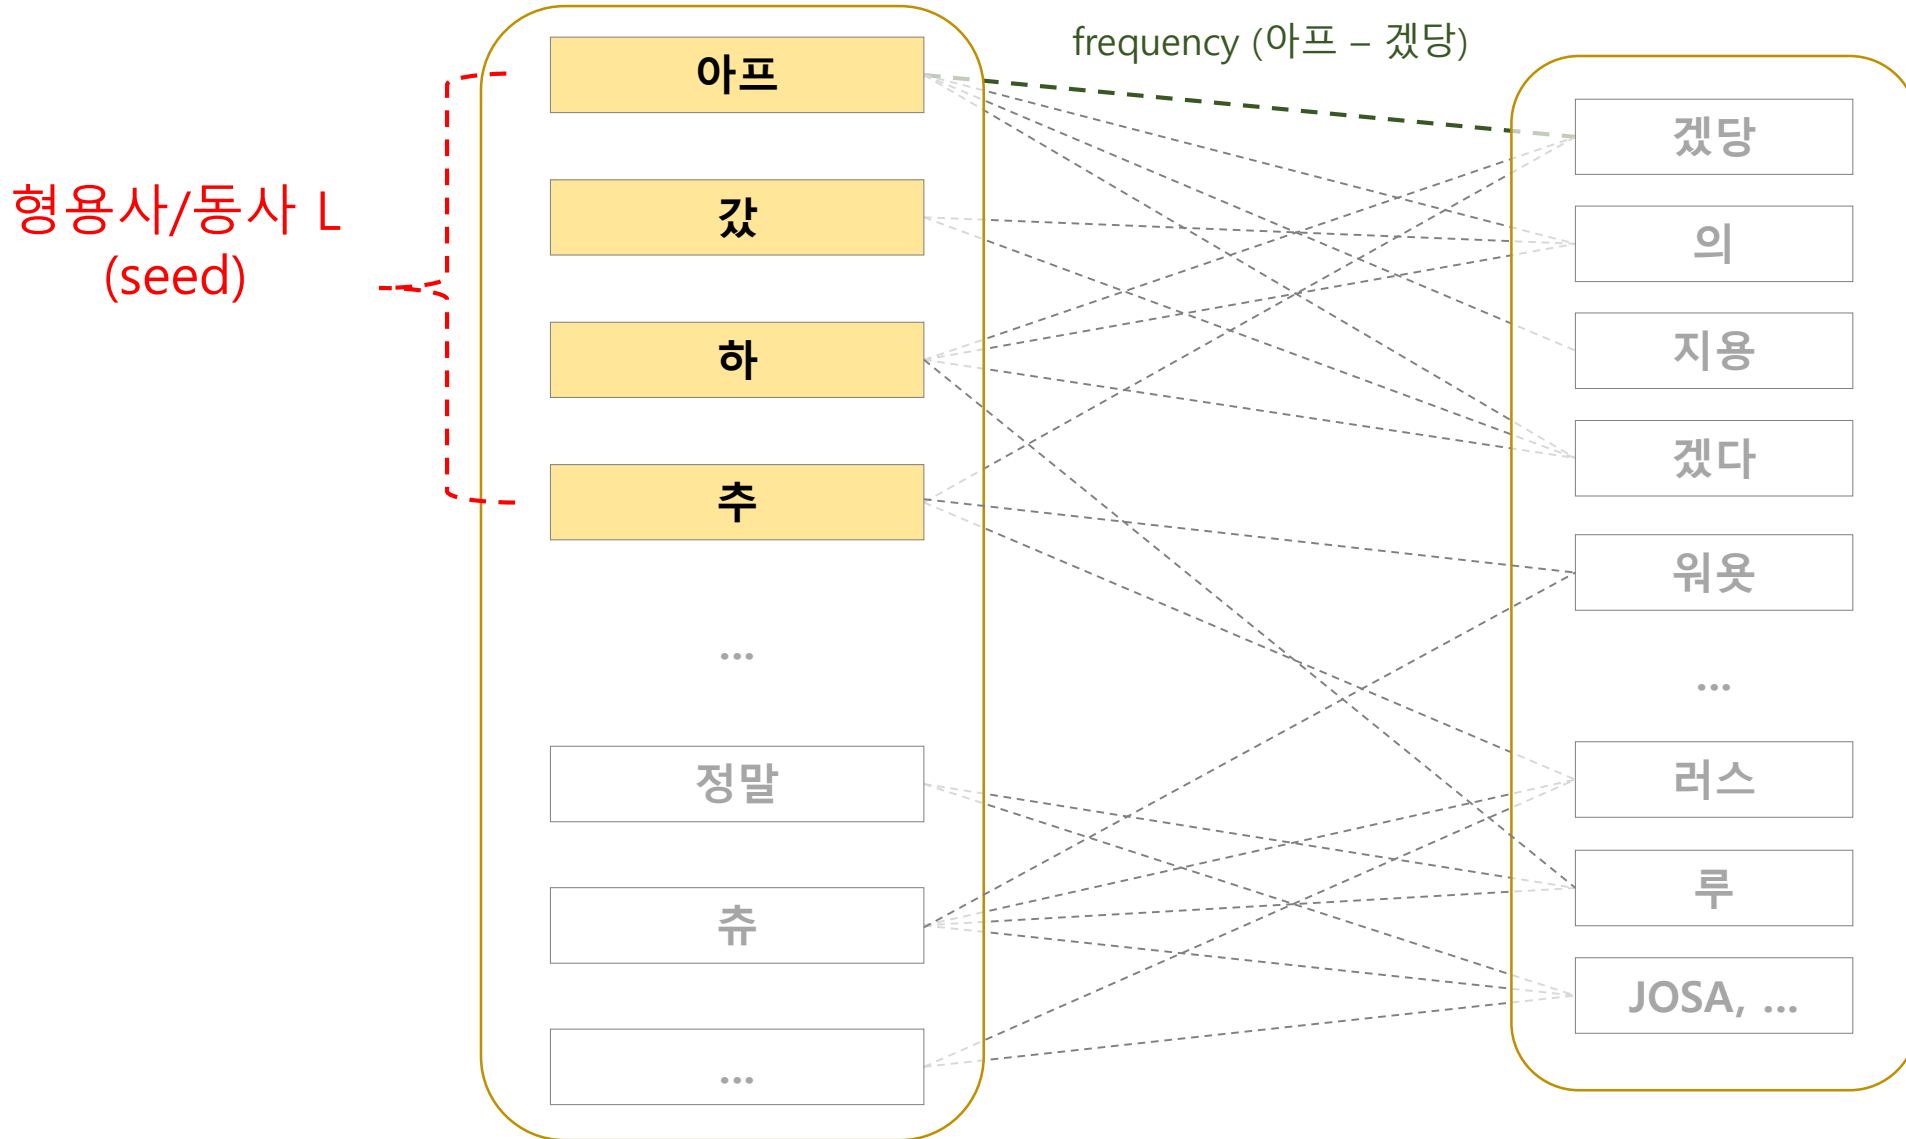 frequency (아프 – 겠당)
형용사/동사 L
(seed)
아프
갔
하
추
...
정말
츄
...
겠당
의
지용
겠다
워욧
...
러스
루
JOSA, ...